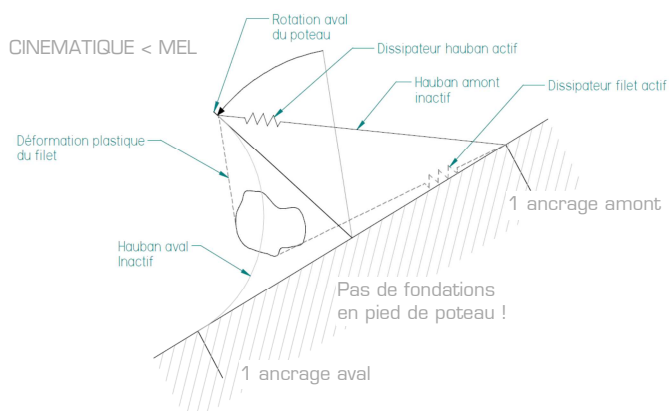 Rotation aval
du poteau
CINEMATIQUE < MEL
Dissipateur hauban actif
Hauban amont
inactif
Dissipateur filet actif
Déformation plastique
du filet
1 ancrage amont
Hauban aval
Inactif
Pas de fondations
en pied de poteau !
1 ancrage aval